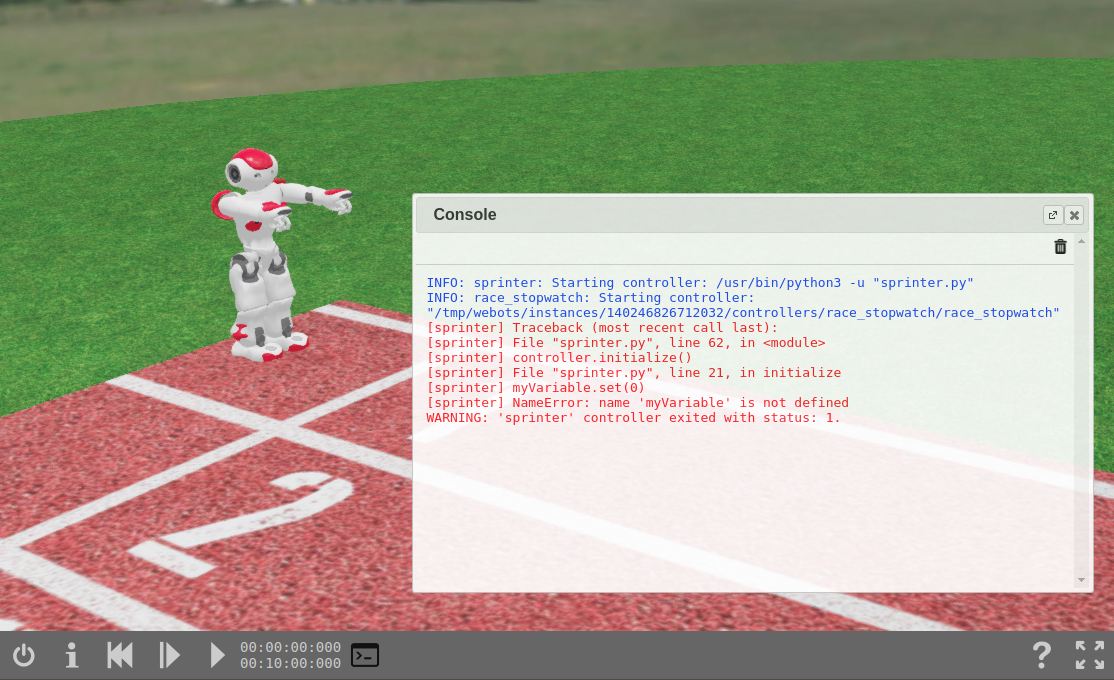 Console
INFO: sprinter: Starting controller: /usr/bin/python3 -u "sprinter.py"
INFO: race_stopwatch: Starting controller:
"/tmp/webots/instances/140246826712032/controllers/race_stopwatch/race_stopwatch"
[sprinter] Traceback (most recent call last):
[sprinter] File "sprinter.py", line 62, in <module>
[sprinter] controller.initialize()
[sprinter] File "sprinter.py", line 21, in initialize
[sprinter] myVariable.set(0)
[sprinter] NameError: name 'myVariable' is not defined
WARNING: 'sprinter' controller exited with status: 1.
2
00:00:00:000
00:10:00:000